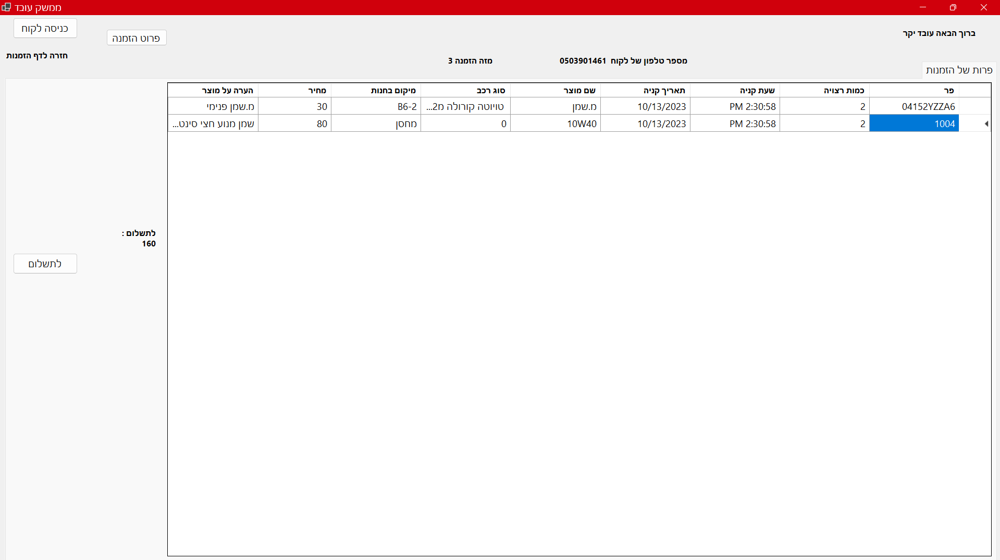 ממשק עובד
כניסה לקוח
פרוט הזמנה
ברוך הבאה עובד יקר
חזרה לדף הזמנות
מספר טלפון של לקוח 0503901461
מזה הזמנה 3
פרות של הזמנות
פר כמות רצויה שעת קניה תאריך קניה שם מוצר סוג רכב מיקום בחנות מחיר הערה על מוצר
04152YZZA6 2 PM 2:30:58 10/13/2023 מ.שמן טויוטה קורולה מ2... B6-2 30 מ.שמן פנימי
1004 2 PM 2:30:58 10/13/2023 10W40 0 מחסן 80 שמן מנוע חצי סינט...
לתשלום :
160
לתשלום